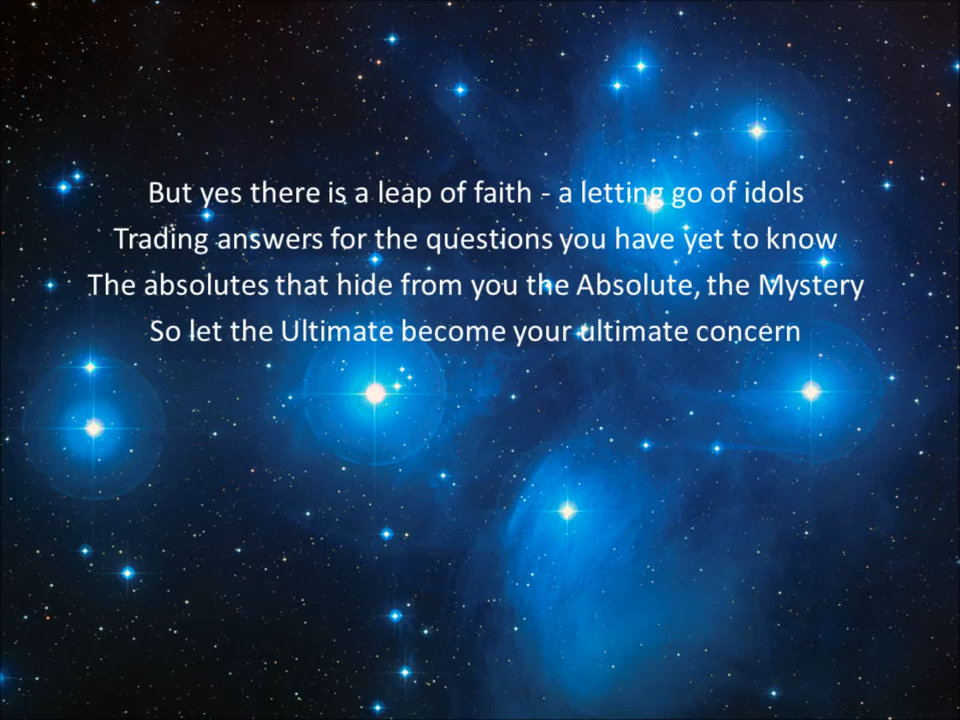 But yes there is a leap of faith - a letting go of idols
Trading answers for the questions you have yet to know
The absolutes that hide from you the Absolute, the Mystery
So let the Ultimate become your ultimate concern